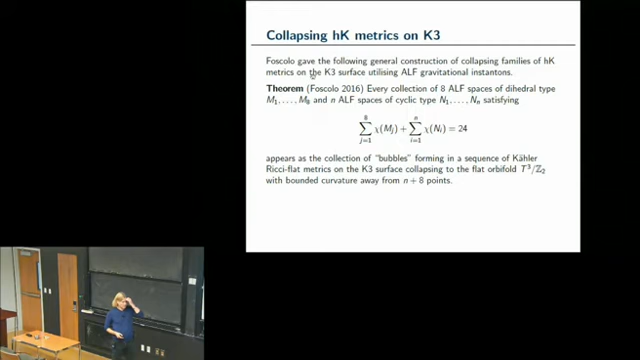 Collapsing hK metrics on K3
Foscolo gave the following general construction of collapsing families of hK
metrics on the K3 surface utilising ALF gravitational instantons.
Theorem (Foscolo 2016) Every collection of 8 ALF spaces of dihedral type
M₁, . . . , M₈ and n ALF spaces of cyclic type N₁, . . . , Nₙ satisfying
∑⁸ⱼ₌₁ χ(Mⱼ) + ∑ⁿᵢ₌₁ χ(Nᵢ) = 24
appears as the collection of "bubbles" forming in a sequence of Kähler
Ricci-flat metrics on the K3 surface collapsing to the flat orbifold T³/ℤ₂
with bounded curvature away from n + 8 points.